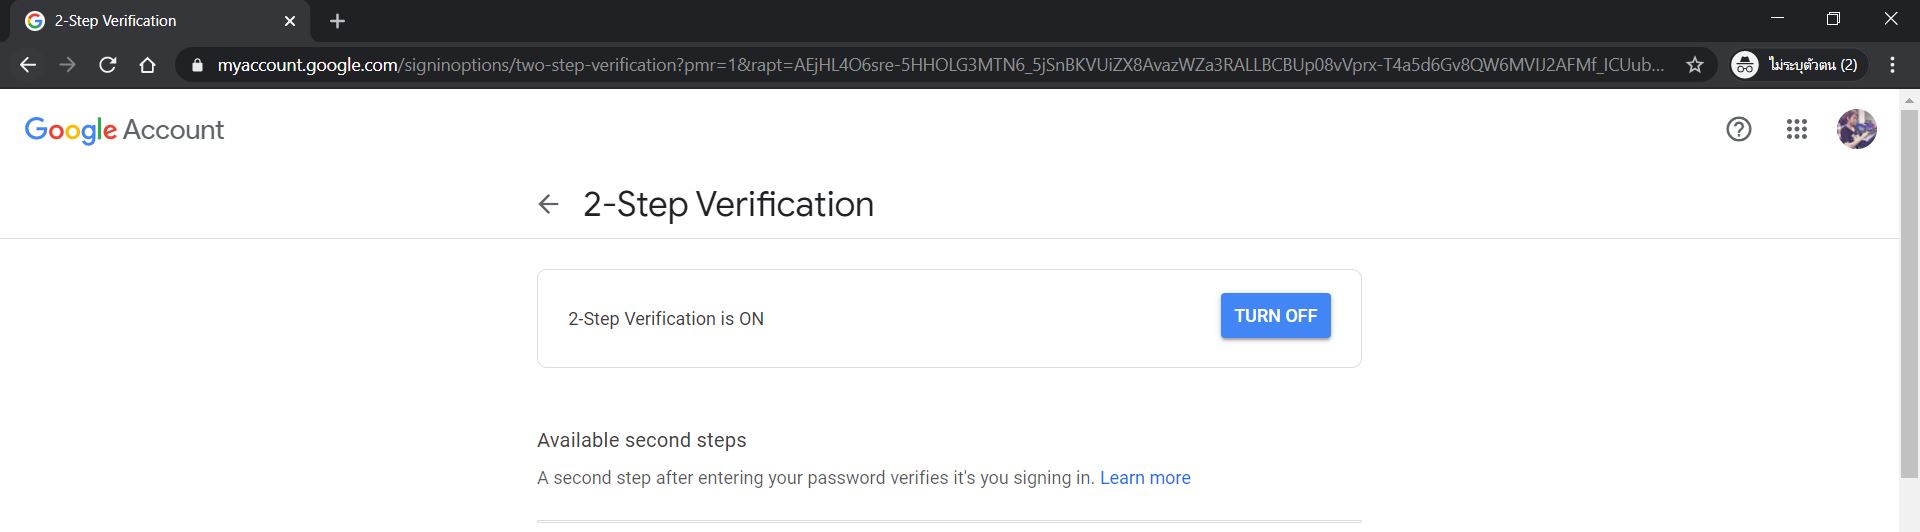 2-Step Verification
myaccount.google.com/signinoptions/two-step-verification?pmr=1&rapt=AEjHL4O6sre-5HHOLG3MTN6_5jSnBKVUiZX8AvazWZa3RALLBCBUp08vVprx-T4a5d6Gv8QW6MVIJ2AFMf_ICUub...
ไม่ระบุตัวตน (2)
Google Account
2-Step Verification
2-Step Verification is ON
TURN OFF
Available second steps
A second step after entering your password verifies it's you signing in. Learn more